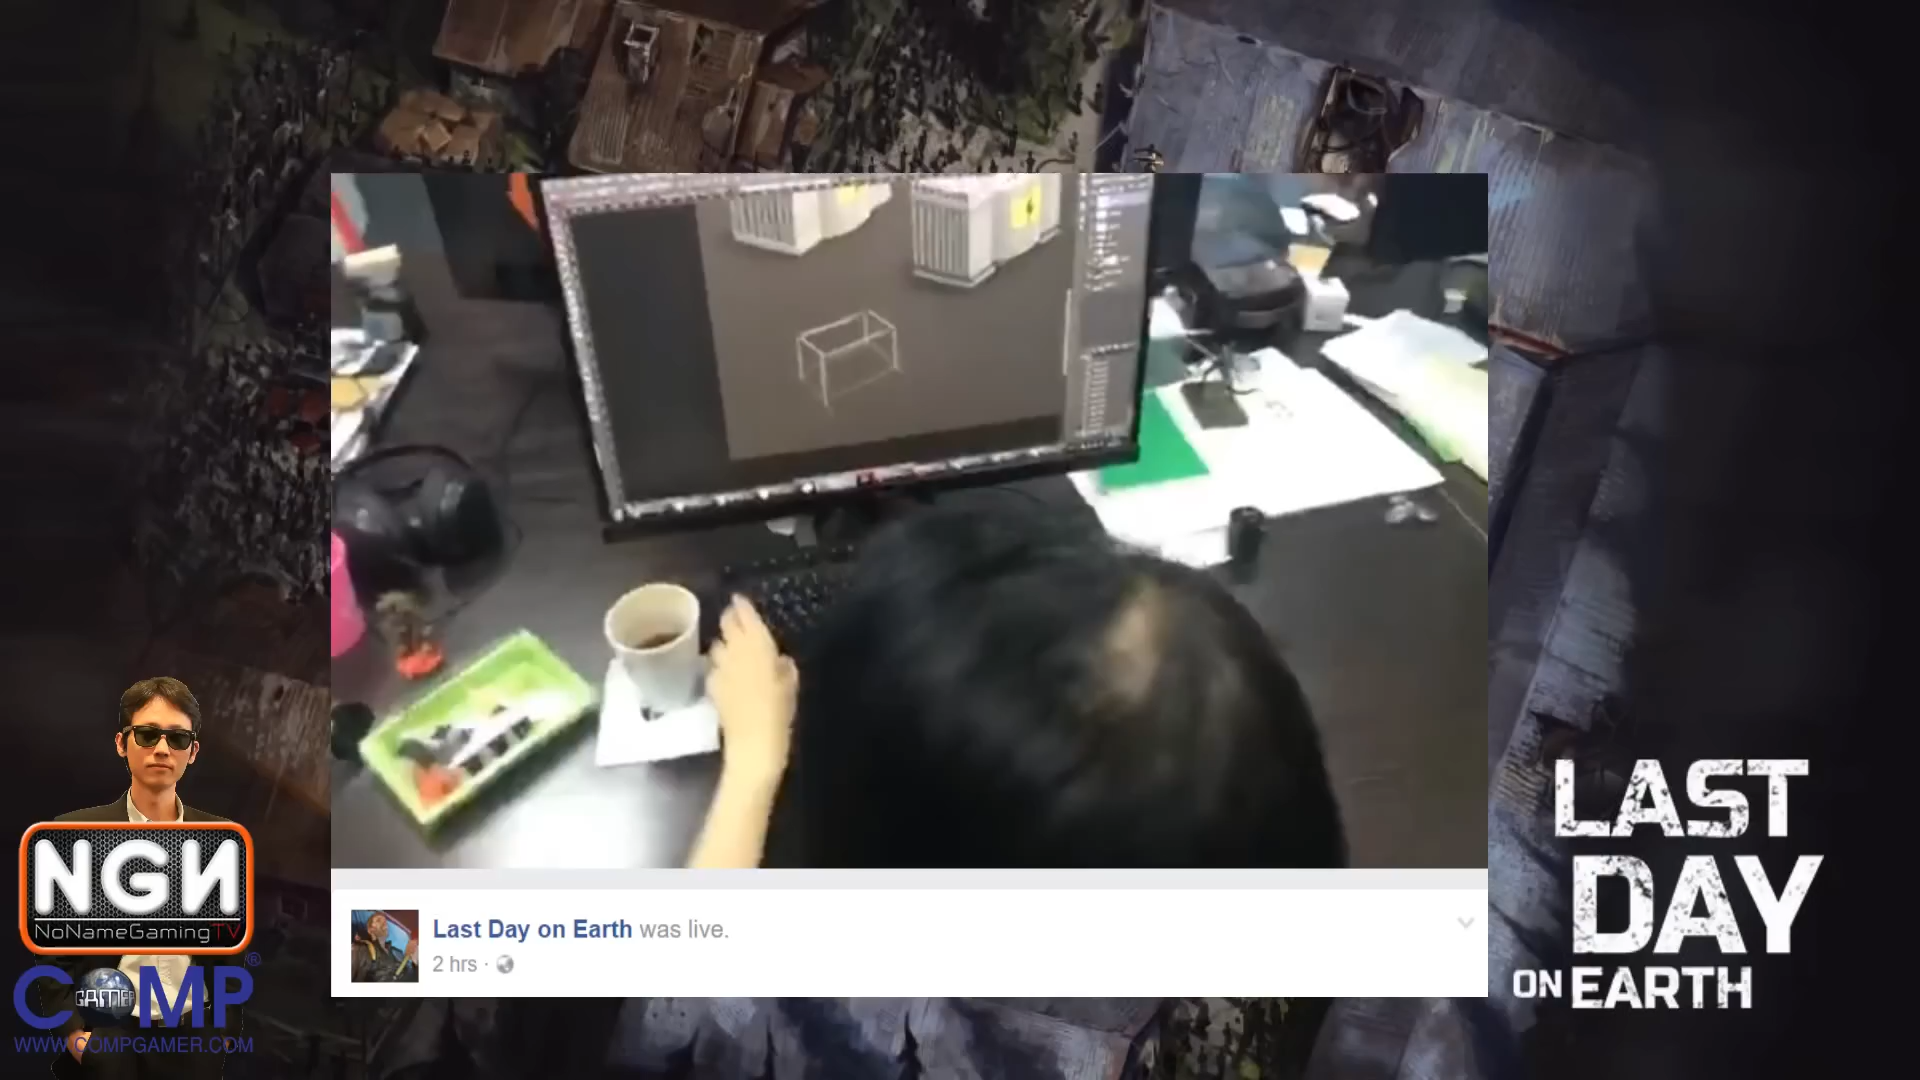 Last Day on Earth was live.
2 hrs ·
NGN
NoNameGamingTV
COMP®
GAMER
WWW.COMPGAMER.COM
LAST
DAY
ON EARTH